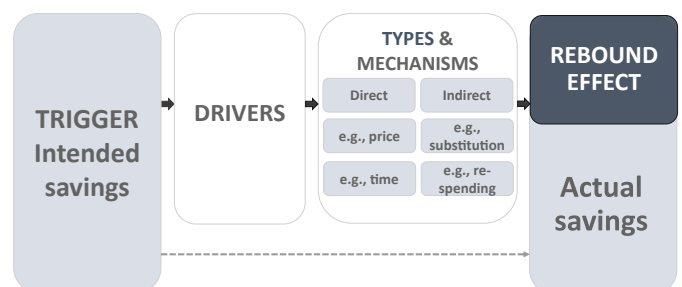 TRIGGER
Intended
savings
DRIVERS
TYPES &
MECHANISMS
Direct
Indirect
e.g., price
e.g.,
substitution
e.g., time
e.g., re-
spending
REBOUND
EFFECT
Actual
savings